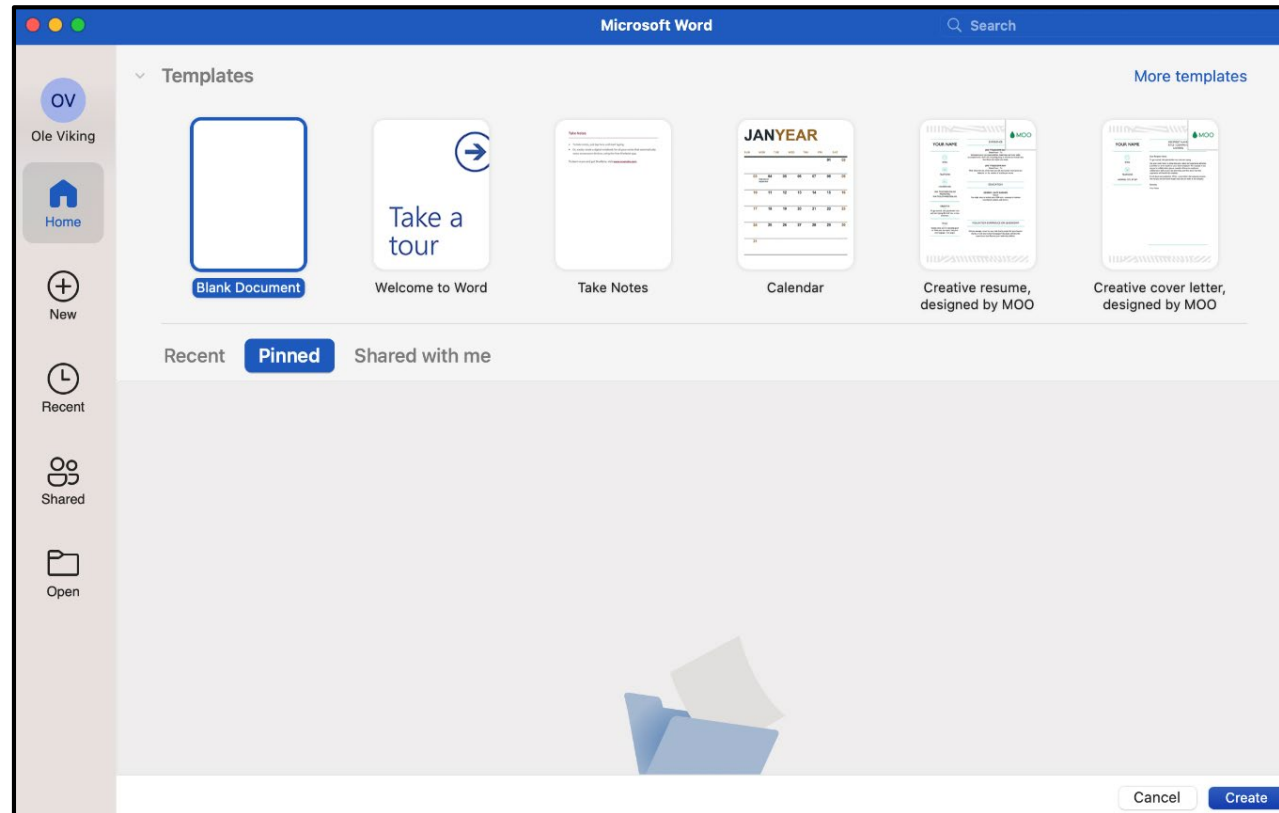 Microsoft Word
Search
OV
Ole Viking
Home
New
Recent
Shared
Open
Templates
More templates
Take a
tour
Take Notes
JANYEAR
YOUR NAME
MOO
YOUR NAME
MOO
Blank Document
Welcome to Word
Take Notes
Calendar
Creative resume,
designed by MOO
Creative cover letter,
designed by MOO
Recent
Pinned
Shared with me
Cancel
Create